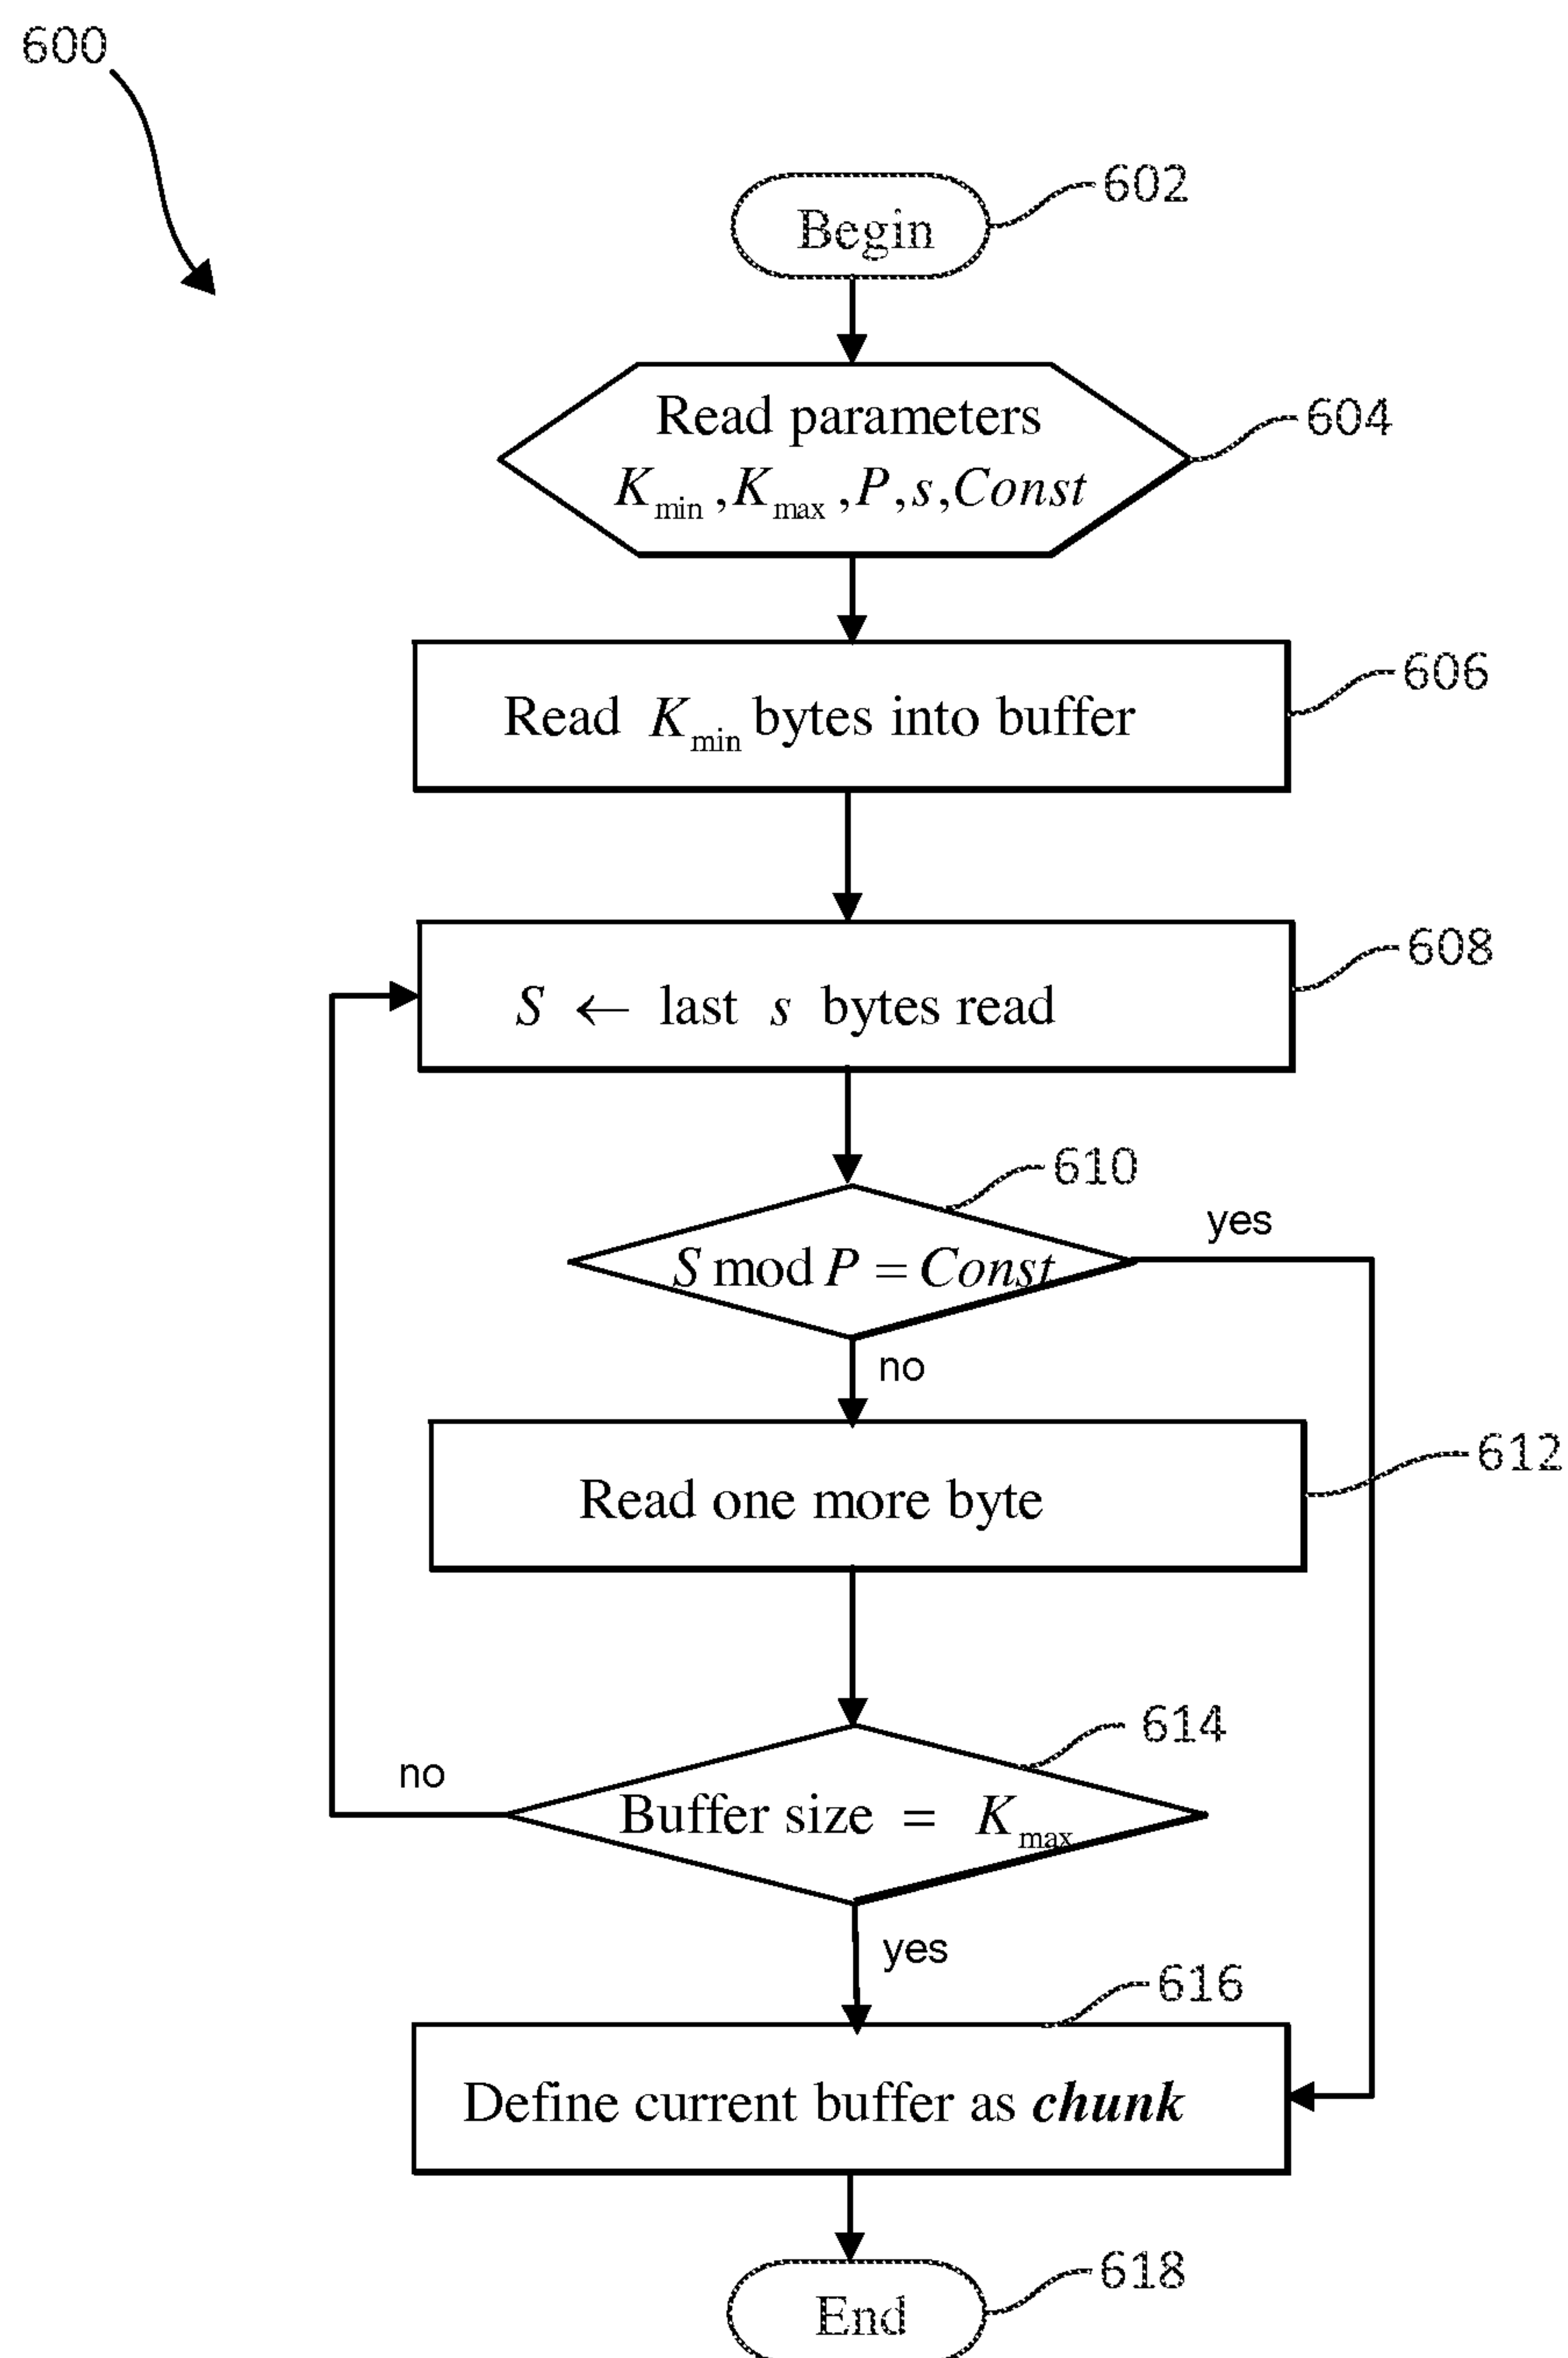 600
602
Begin
Read parameters
604
K_min , K_max , P, s, Const
606
Read K_min bytes into buffer
608
S ← last s bytes read
610
yes
S mod P = Const
no
612
Read one more byte
614
no
Buffer size = K_max
yes
616
Define current buffer as chunk
618
End